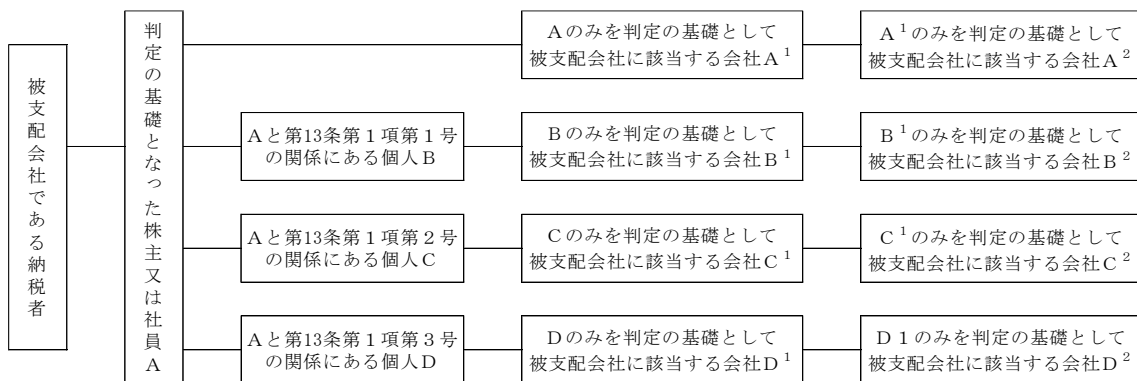 被支配会社である納税者
判定の基礎となった株主又は社員A
Aのみを判定の基礎として
被支配会社に該当する会社A¹
A¹のみを判定の基礎として
被支配会社に該当する会社A²
Aと第13条第1項第1号
の関係にある個人B
Bのみを判定の基礎として
被支配会社に該当する会社B¹
B¹のみを判定の基礎として
被支配会社に該当する会社B²
Aと第13条第1項第2号
の関係にある個人C
Cのみを判定の基礎として
被支配会社に該当する会社C¹
C¹のみを判定の基礎として
被支配会社に該当する会社C²
Aと第13条第1項第3号
の関係にある個人D
Dのみを判定の基礎として
被支配会社に該当する会社D¹
D1のみを判定の基礎として
被支配会社に該当する会社D²